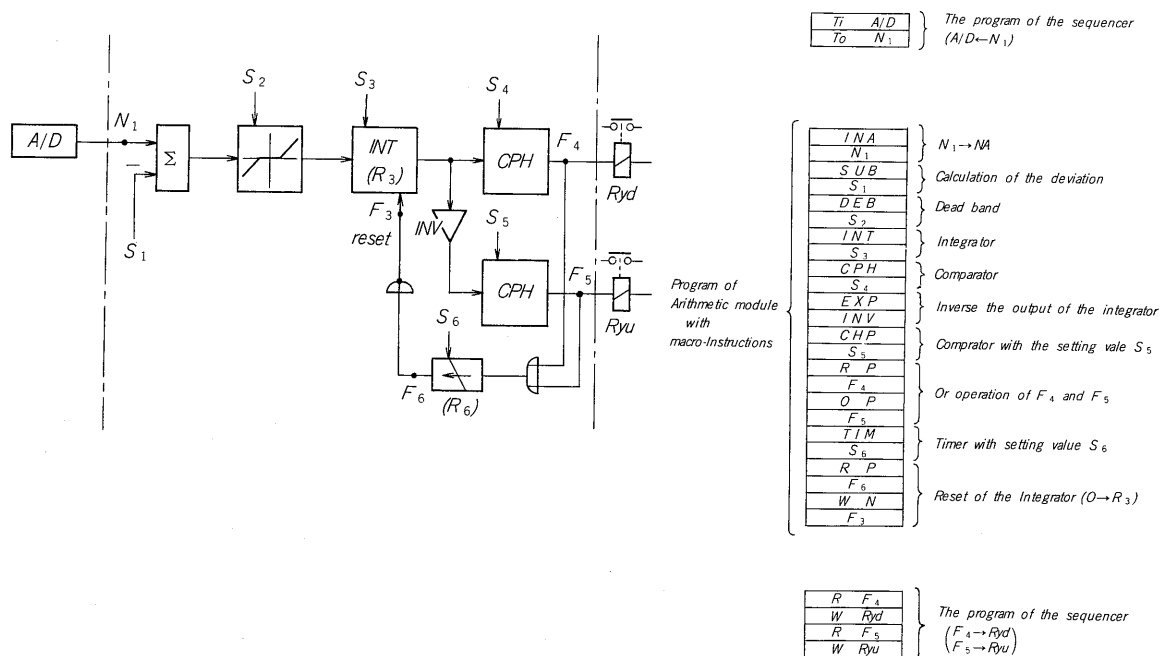 A/D
N1
−
S1
Σ
S2
S3
INT
(R3)
F3
reset
INV
S4
CPH
F4
Ryd
S5
CPH
F5
Ryu
S6
F6
(R6)
Ti A/D
To N1
The program of the sequencer
(A/D←N1)
Program of
Arithmetic module
with
macro-Instructions
INA
N1
N1→NA
SUB
S1
Calculation of the deviation
DEB
S2
Dead band
INT
S3
Integrator
CPH
S4
Comparator
EXP
INV
Inverse the output of the integrator
CHP
S5
Comprator with the setting vale S5
R P
F4
O P
F5
Or operation of F4 and F5
TIM
S6
Timer with setting value S6
R P
F6
W N
F3
Reset of the Integrator (O→R3)
R F4
W Ryd
R F5
W Ryu
The program of the sequencer
(F4→Ryd)
(F5→Ryu)